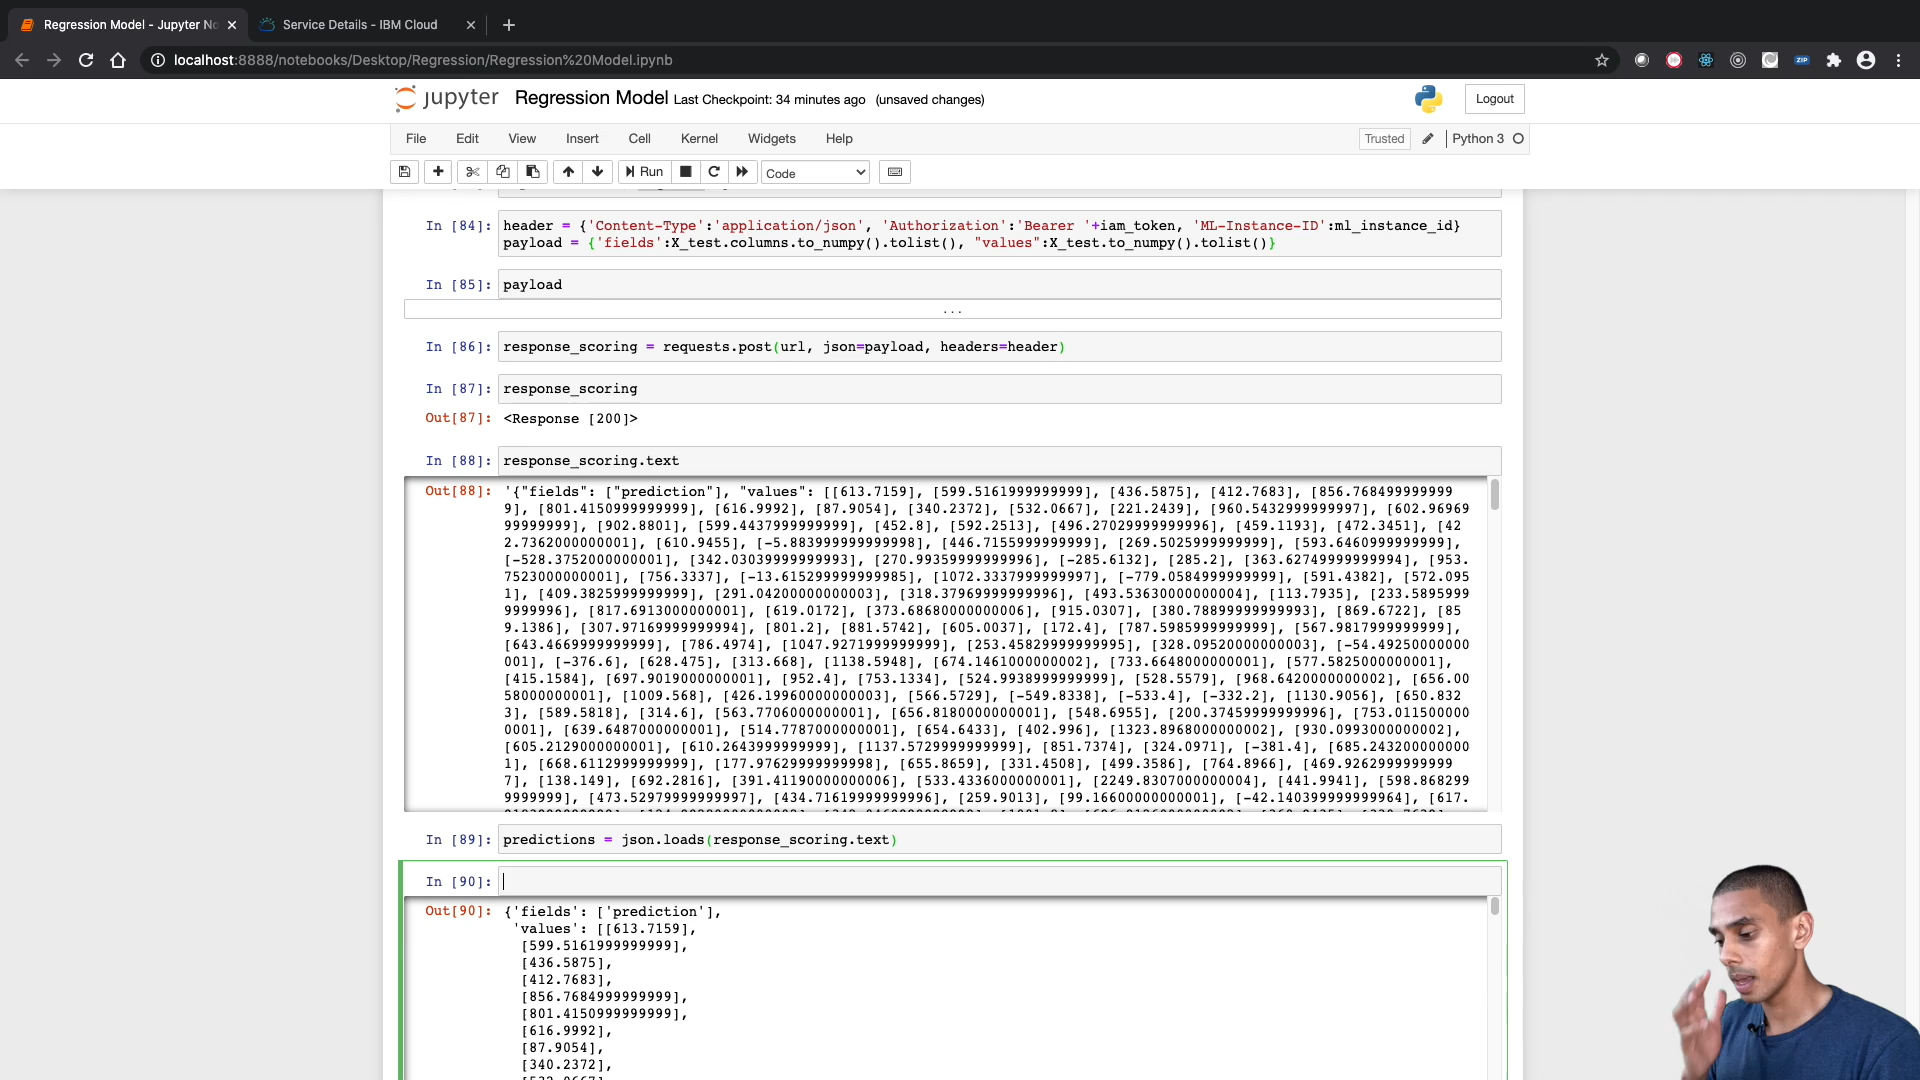 Regression Model - Jupyter No
Service Details - IBM Cloud
localhost:8888/notebooks/Desktop/Regression/Regression%20Model.ipynb
ZIP
jupyter Regression Model Last Checkpoint: 34 minutes ago (unsaved changes)
Logout
File Edit View Insert Cell Kernel Widgets Help
Trusted Python 3
Run Code
In [84]: header = {'Content-Type':'application/json', 'Authorization':'Bearer '+iam_token, 'ML-Instance-ID':ml_instance_id}
payload = {'fields':X_test.columns.to_numpy().tolist(), "values":X_test.to_numpy().tolist()}
In [85]: payload
...
In [86]: response_scoring = requests.post(url, json=payload, headers=header)
In [87]: response_scoring
Out[87]: <Response [200]>
In [88]: response_scoring.text
Out[88]: '{"fields": ["prediction"], "values": [[613.7159], [599.5161999999999], [436.5875], [412.7683], [856.768499999999
9], [801.4150999999999], [616.9992], [87.9054], [340.2372], [532.0667], [221.2439], [960.5432999999997], [602.96969
99999999], [902.8801], [599.4437999999999], [452.8], [592.2513], [496.27029999999996], [459.1193], [472.3451], [42
2.7362000000001], [610.9455], [-5.883999999999998], [446.7155999999999], [269.5025999999999], [593.6460999999999],
[-528.3752000000001], [342.03039999999993], [270.99359999999996], [-285.6132], [285.2], [363.62749999999994], [953.
7523000000001], [756.3337], [-13.615299999999985], [1072.3337999999997], [-779.0584999999999], [591.4382], [572.095
1], [409.3825999999999], [291.04200000000003], [318.37969999999996], [493.53630000000004], [113.7935], [233.5895999
9999996], [817.6913000000001], [619.0172], [373.68680000000006], [915.0307], [380.78899999999993], [869.6722], [85
9.1386], [307.97169999999994], [801.2], [881.5742], [605.0037], [172.4], [787.5985999999999], [567.9817999999999],
[643.4669999999999], [786.4974], [1047.9271999999999], [253.45829999999995], [328.09520000000003], [-54.49250000000
001], [-376.6], [628.475], [313.668], [1138.5948], [674.1461000000002], [733.6648000000001], [577.5825000000001],
[415.1584], [697.9019000000001], [952.4], [753.1334], [524.9938999999999], [528.5579], [968.6420000000002], [656.00
58000000001], [1009.568], [426.19960000000003], [566.5729], [-549.8338], [-533.4], [-332.2], [1130.9056], [650.832
3], [589.5818], [314.6], [563.7706000000001], [656.8180000000001], [548.6955], [200.37459999999996], [753.011500000
0001], [639.6487000000001], [514.7787000000001], [654.6433], [402.996], [1323.8968000000002], [930.0993000000002],
[605.2129000000001], [610.2643999999999], [1137.5729999999999], [851.7374], [324.0971], [-381.4], [685.243200000000
1], [668.6112999999999], [177.97629999999998], [655.8659], [331.4508], [499.3586], [764.8966], [469.9262999999999
7], [138.149], [692.2816], [391.41190000000006], [533.4336000000001], [2249.8307000000004], [441.9941], [598.868299
9999999], [473.52979999999997], [434.71619999999996], [259.9013], [99.16600000000001], [-42.140399999999964], [617.
In [89]: predictions = json.loads(response_scoring.text)
In [90]:
Out[90]: {'fields': ['prediction'],
'values': [[613.7159],
[599.5161999999999],
[436.5875],
[412.7683],
[856.7684999999999],
[801.4150999999999],
[616.9992],
[87.9054],
[340.2372],